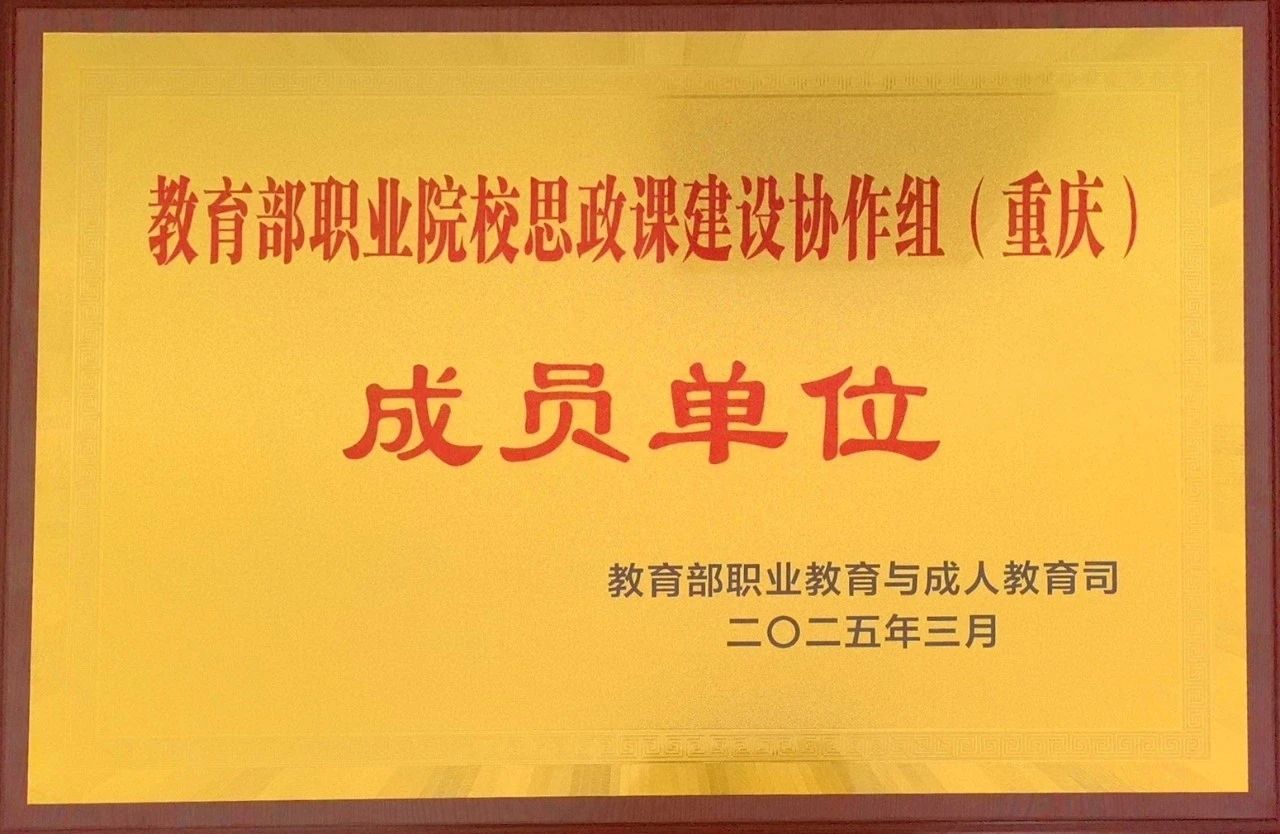 教育部职业院校思政课建设协作组（重庆）
成员单位
教育部职业教育与成人教育司
二〇二五年三月